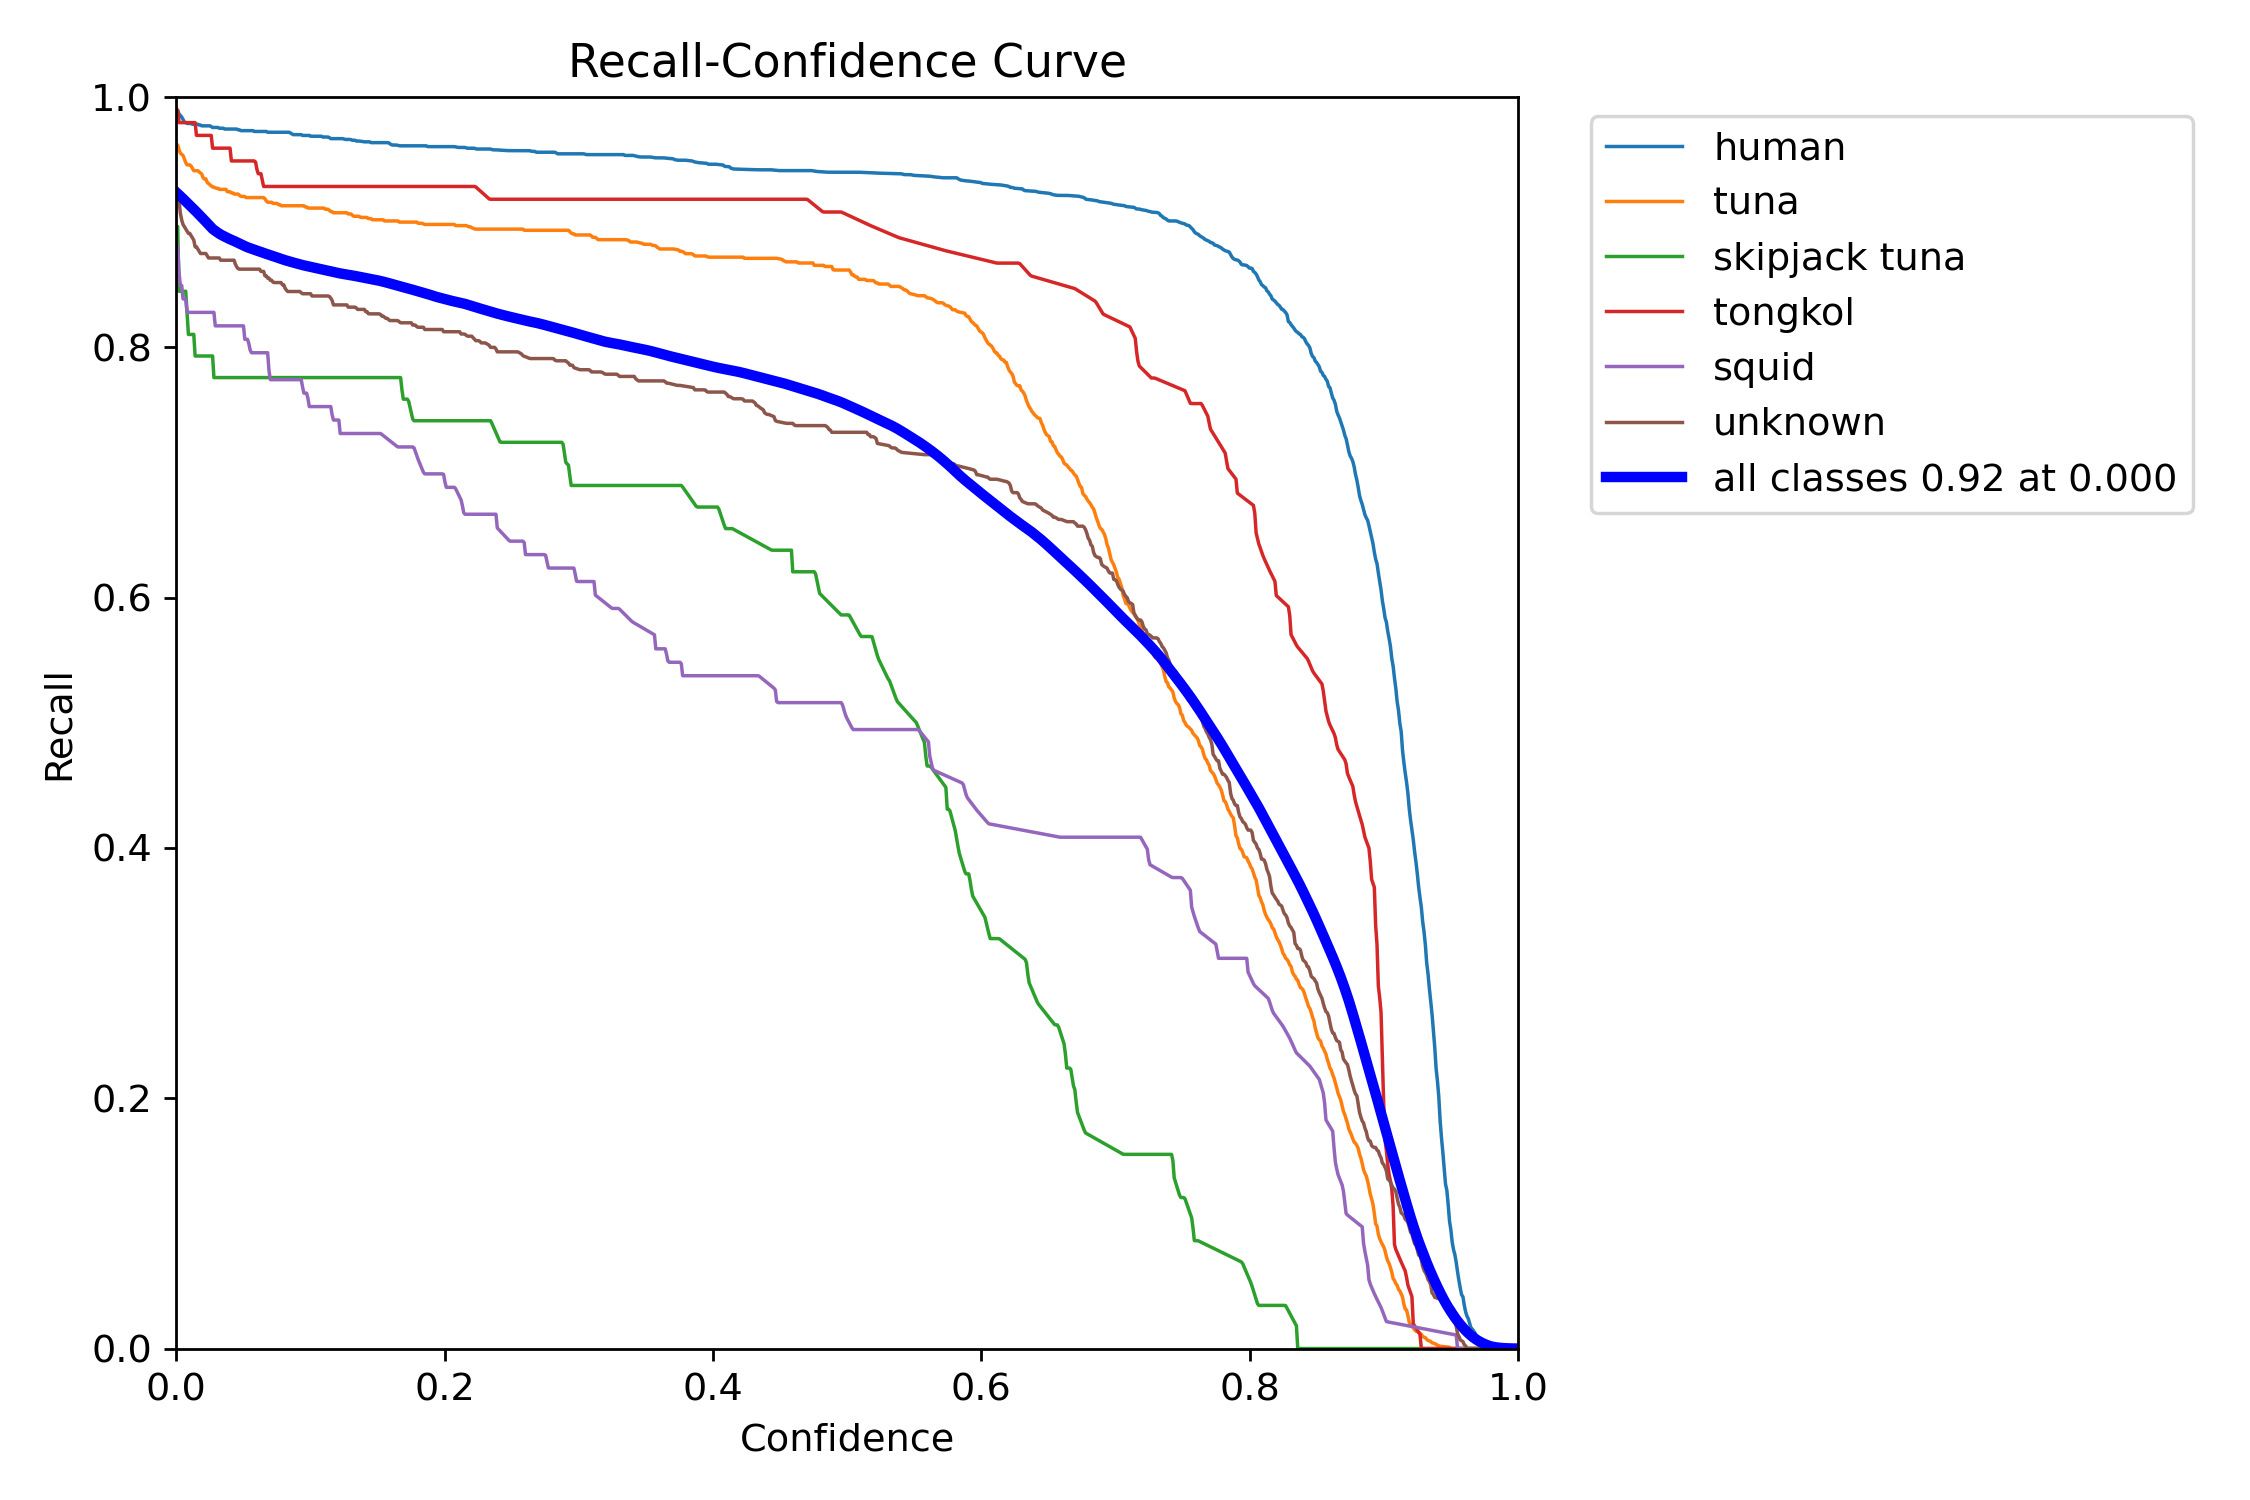 Recall-Confidence Curve
1.0
0.8
0.6
0.4
0.2
0.0
Recall
0.0 0.2 0.4 0.6 0.8 1.0
Confidence
human
tuna
skipjack tuna
tongkol
squid
unknown
all classes 0.92 at 0.000